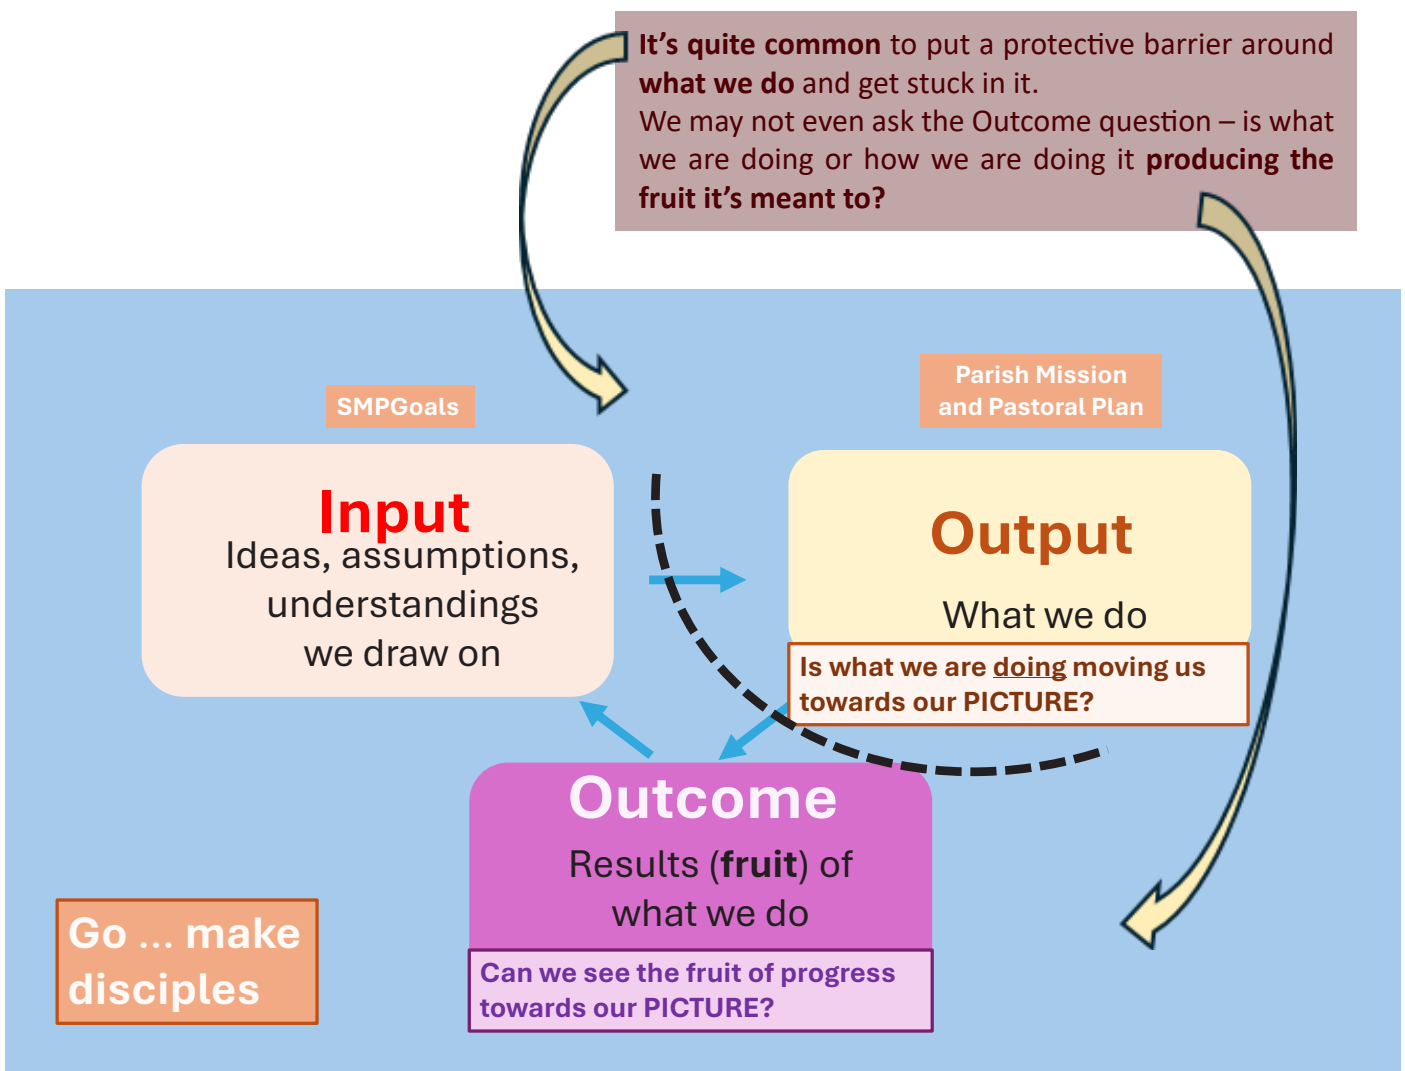 It’s quite common to put a protective barrier around
what we do and get stuck in it.
We may not even ask the Outcome question – is what
we are doing or how we are doing it producing the
fruit it’s meant to?
SMPGoals
Parish Mission
and Pastoral Plan
Input
Ideas, assumptions,
understandings
we draw on
Output
What we do
Is what we are doing moving us
towards our PICTURE?
Outcome
Results (fruit) of
what we do
Can we see the fruit of progress
towards our PICTURE?
Go ... make
disciples